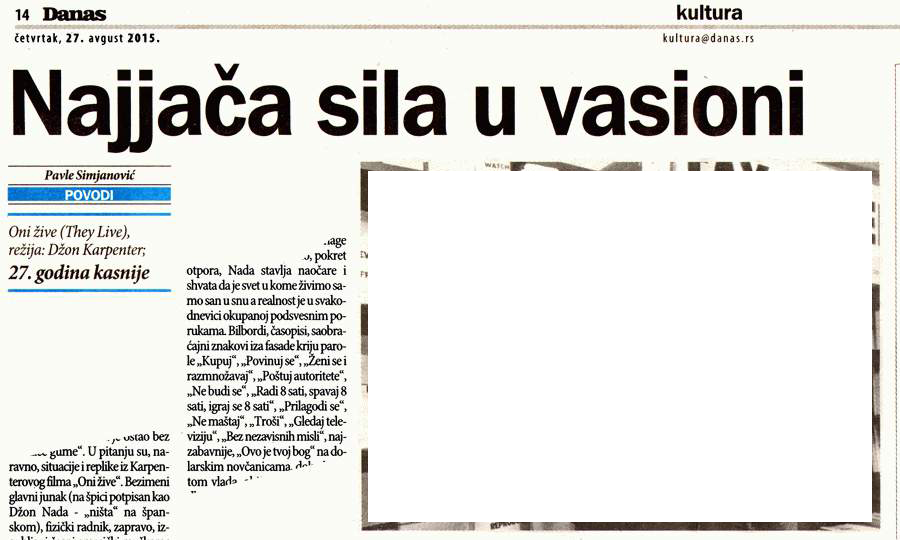 14 Danas
kultura
četvrtak, 27. avgust 2015.
kultura@danas.rs
Najjača sila u vasioni
Pavle Simjanović
POVODI
Oni žive (They Live),
režija: Džon Karpenter;
27. godina kasnije
je ostao bez
gume“. U pitanju su, na-
ravno, situacije i replike iz Karpen-
terovog filma „Oni žive“. Bezimeni
glavni junak (na špici potpisan kao
Džon Nada - „ništa“ na špan-
skom), fizički radnik, zapravo, iz-
pokret
otpora, Nada stavlja naočare i
shvata da je svet u kome živimo sa-
mo san u snu a realnost je u svako-
dnevici okupanoj podsvesnim po-
rukama. Bilbordi, časopisi, saobra-
ćajni znakovi iza fasade kriju paro-
le „Kupuj“, „Povinuj se“, „Ženi se i
razmnožavaj“, „Poštuj autoritete“,
„Ne budi se“, „Radi 8 sati, spavaj 8
sati, igraj se 8 sati“, „Prilagodi se“,
„Ne maštaj“, „Troši“, „Gledaj tele-
viziju“, „Bez nezavisnih misli“, naj-
zabavnije, „Ovo je tvoj bog“ na do-
larskim novčanicama.
tom
WATCH